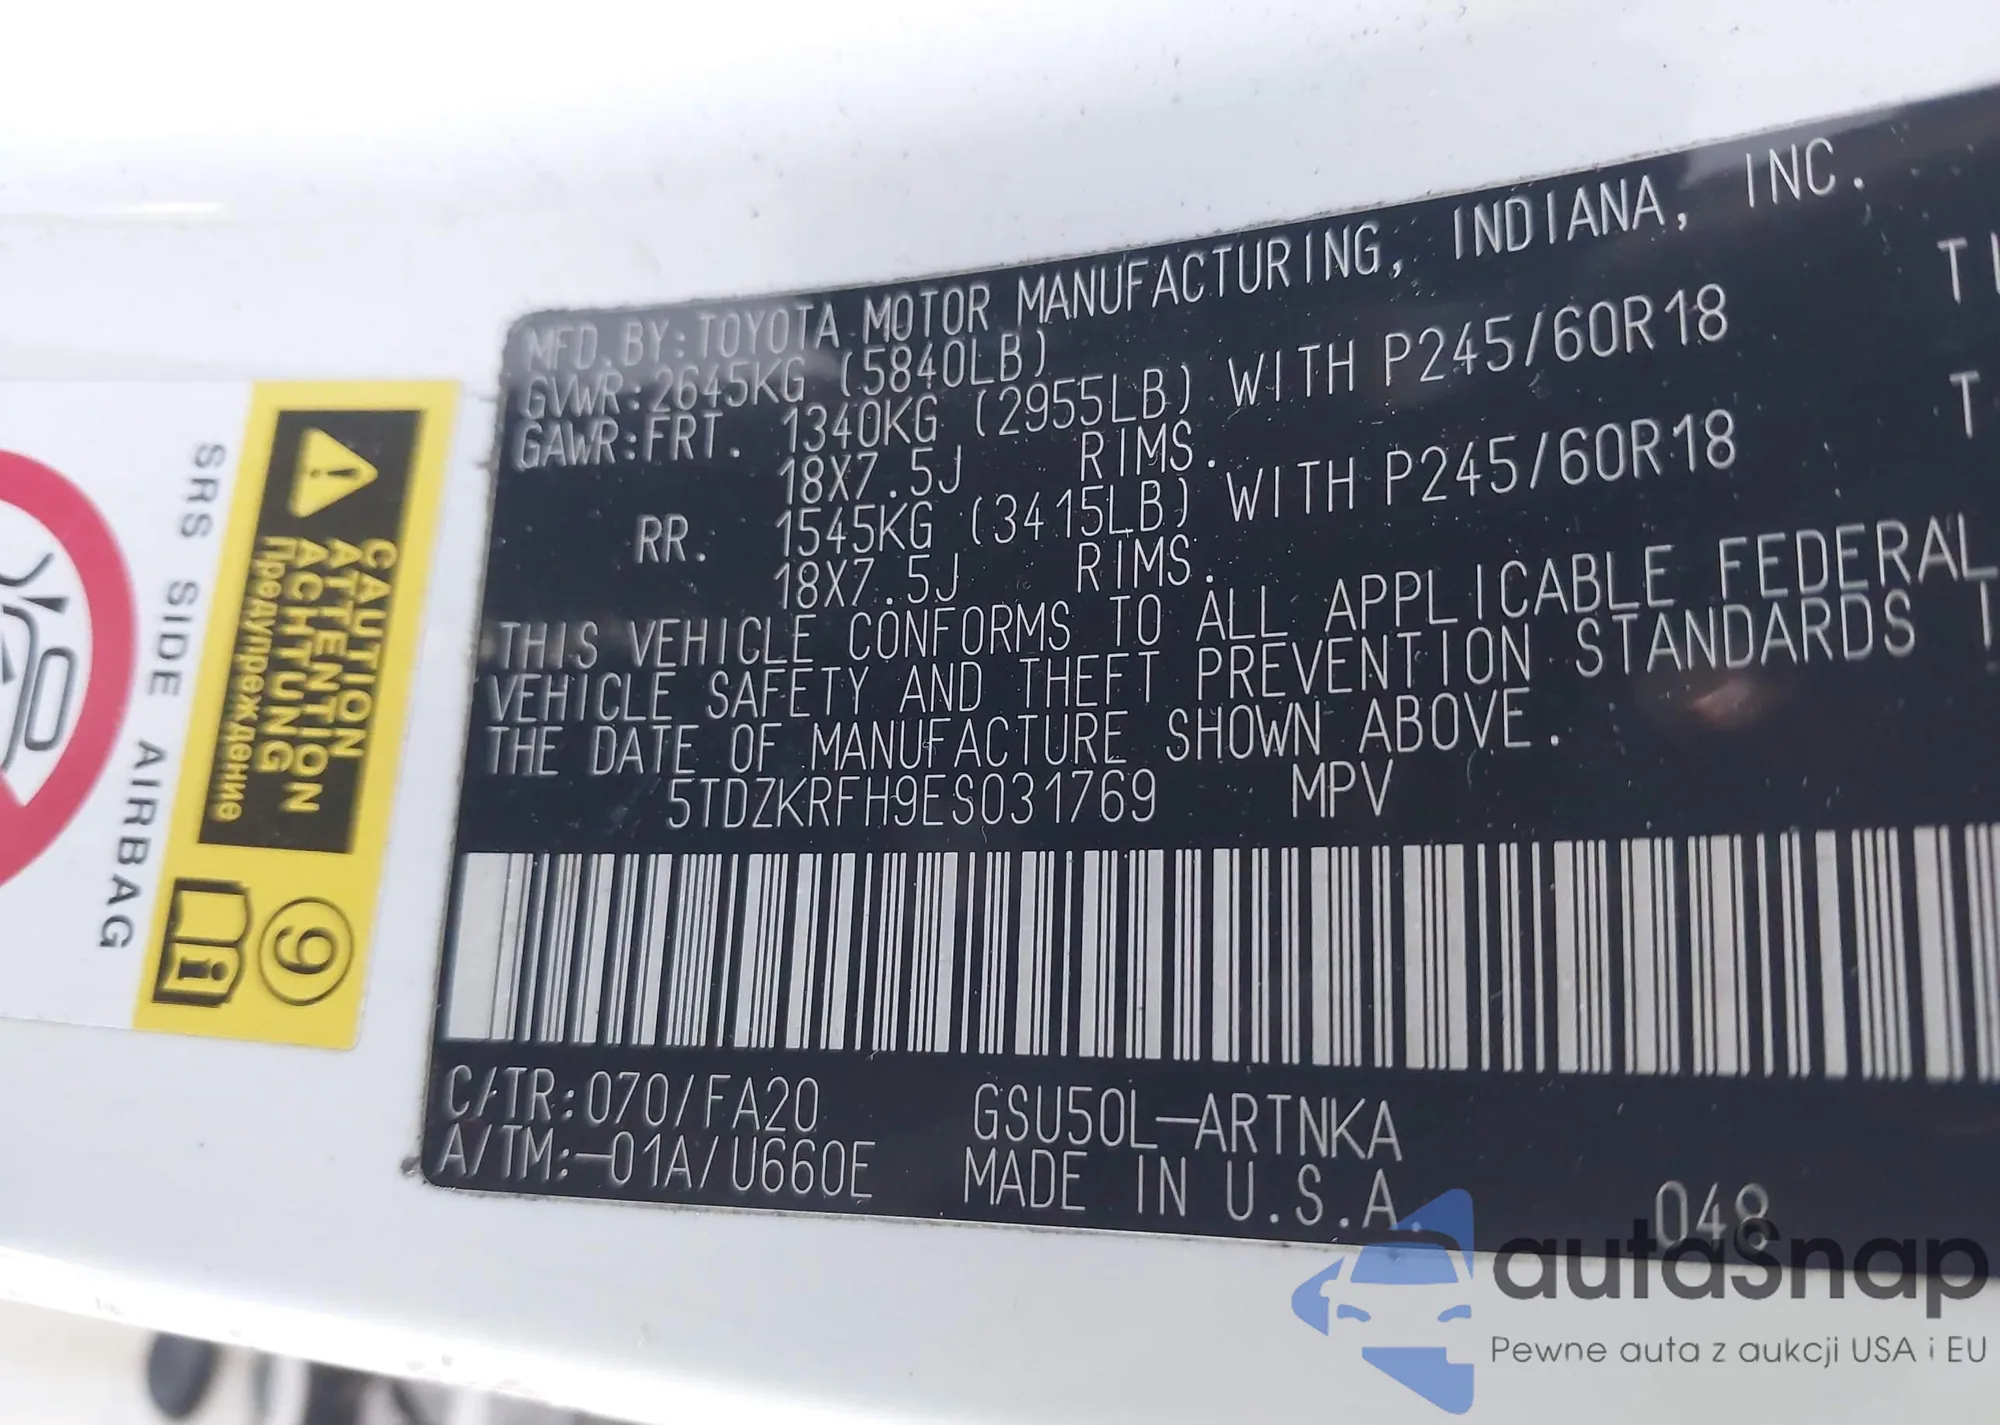 MFD. BY: TOYOTA MOTOR MANUFACTURING, INDIANA, INC.
GVWR: 2645KG (5840LB)
GAWR: FRT. 1340KG (2955LB) WITH P245/60R18
18X7.5J RIMS.
RR. 1545KG (3415LB) WITH P245/60R18
18X7.5J RIMS.
THIS VEHICLE CONFORMS TO ALL APPLICABLE FEDERAL
VEHICLE SAFETY AND THEFT PREVENTION STANDARDS
THE DATE OF MANUFACTURE SHOWN ABOVE.
5TDZKRFH9ES031769 MPV
C/TR: 070/FA20 GSU50L-ARTNKA
A/TM: -01A/U660E MADE IN U.S.A.
048
CAUTION
ATTENTION
ACHTUNG
Предупреждение
SRS SIDE AIRBAG
9
i
autaSnap
Pewne auta z aukcji USA i EU